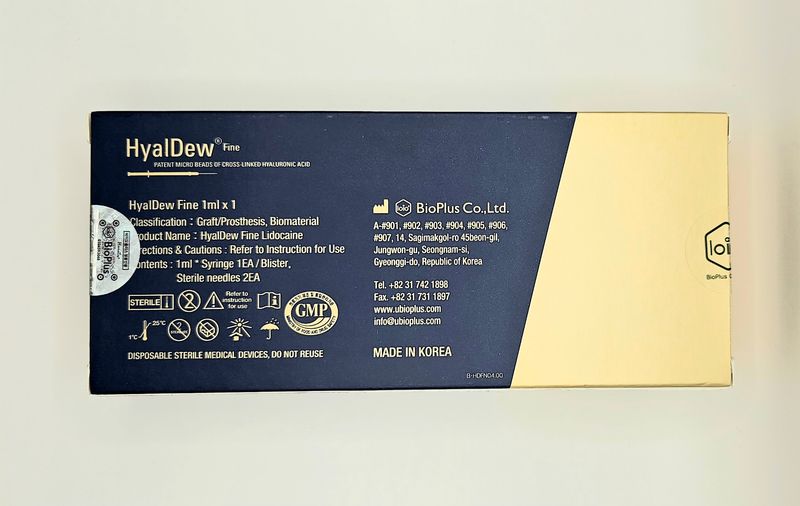 HyalDew® Fine
PATENT MICRO BEADS OF CROSS-LINKED HYALURONIC ACID
HyalDew Fine 1ml x 1
Classification : Graft/Prosthesis, Biomaterial
Product Name : HyalDew Fine Lidocaine
irections & Cautions : Refer to Instruction for Use
ontents : 1ml * Syringe 1EA / Blister,
Sterile needles 2EA
STERILE
Refer to
instruction
for use
GMP
1℃
25℃
DISPOSABLE STERILE MEDICAL DEVICES, DO NOT REUSE
BioPlus Co.,Ltd.
A-#901, #902, #903, #904, #905, #906,
#907, 14, Sagimakgol-ro 45beon-gil,
Jungwon-gu, Seongnam-si,
Gyeonggi-do, Republic of Korea
Tel. +82 31 742 1898
Fax. +82 31 731 1897
www.ubioplus.com
info@ubioplus.com
MADE IN KOREA
B-HDFN04.00
BioPlus
BioPlus C